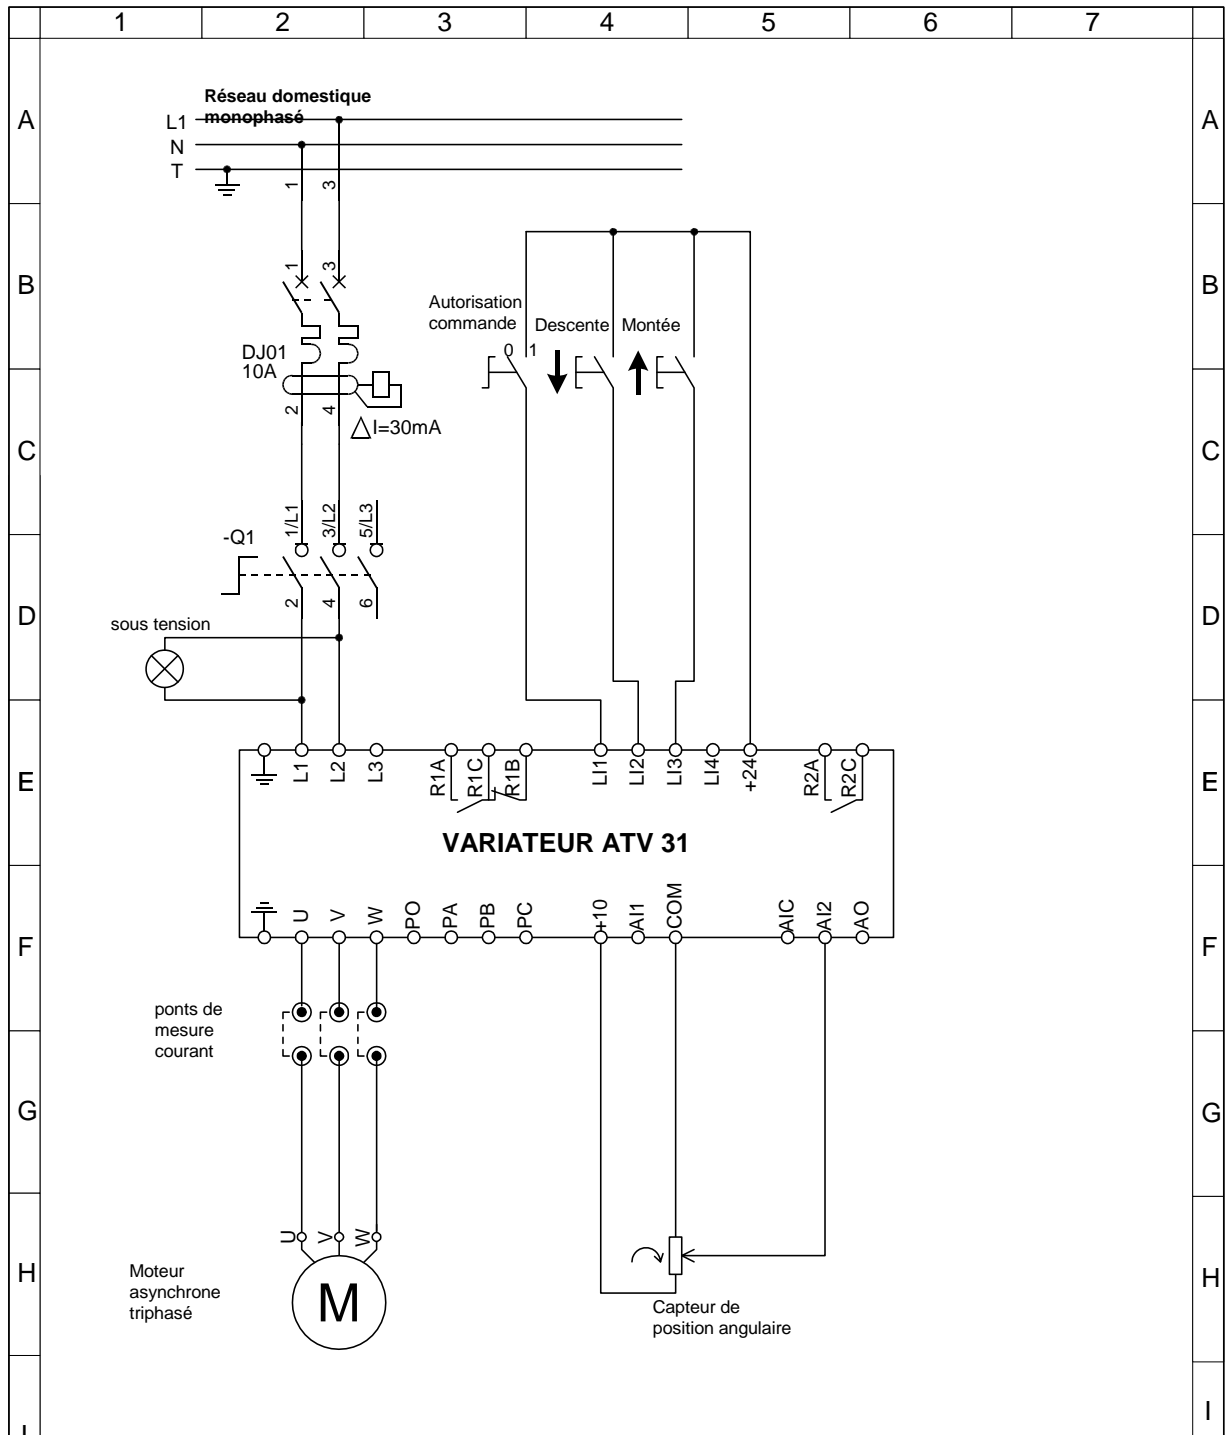 1 2 3 4 5 6 7
A A
Réseau domestique
monophasé
L1
N
T
1 3
B B
1 3
Autorisation
commande
Descente Montée
0 1
DJ01
10A
2 4
I=30mA
C C
1/L1 3/L2 5/L3
-Q1
2 4 6
D D
sous tension
E E
L1 L2 L3 R1A R1C R1B LI1 LI2 LI3 LI4 +24 R2A R2C
VARIATEUR ATV 31
U V W PO PA PB PC +10 AI1 COM AIC AI2 AO
F F
ponts de
mesure
courant
G G
U V W
H H
Moteur
asynchrone
triphasé
M
Capteur de
position angulaire
I I